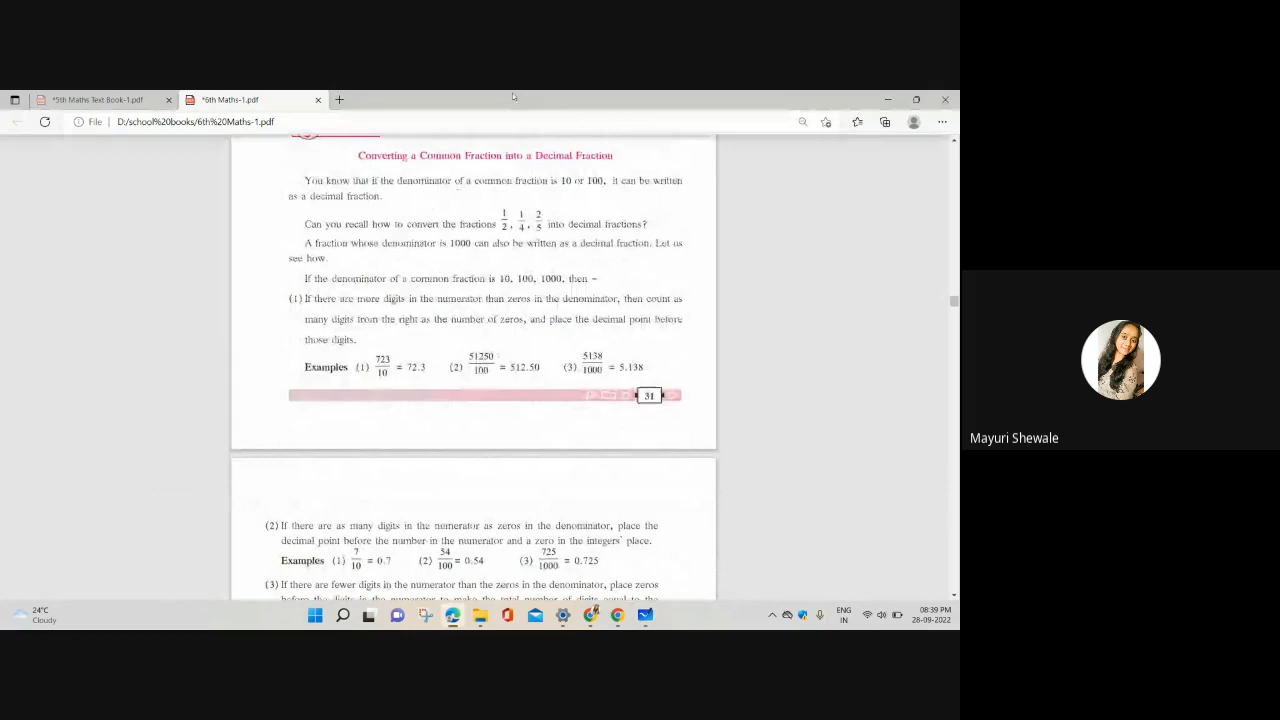 *5th Maths Text Book-1.pdf
*6th Maths-1.pdf
File | D:/school%20books/6th%20Maths-1.pdf
Converting a Common Fraction into a Decimal Fraction
You know that if the denominator of a common fraction is 10 or 100, it can be written
as a decimal fraction.
Can you recall how to convert the fractions 1/2, 1/4, 2/5 into decimal fractions?
A fraction whose denominator is 1000 can also be written as a decimal fraction. Let us
see how.
If the denominator of a common fraction is 10, 100, 1000, then -
(1) If there are more digits in the numerator than zeros in the denominator, then count as
many digits from the right as the number of zeros, and place the decimal point before
those digits.
Examples (1) 723/10 = 72.3 (2) 51250/100 = 512.50 (3) 5138/1000 = 5.138
31
(2) If there are as many digits in the numerator as zeros in the denominator, place the
decimal point before the number in the numerator and a zero in the integers' place.
Examples (1) 7/10 = 0.7 (2) 54/100 = 0.54 (3) 725/1000 = 0.725
(3) If there are fewer digits in the numerator than the zeros in the denominator, place zeros
before the digits in the numerator to make the total number of digits equal to the
Mayuri Shewale
24°C
Cloudy
ENG
IN
08:39 PM
28-09-2022